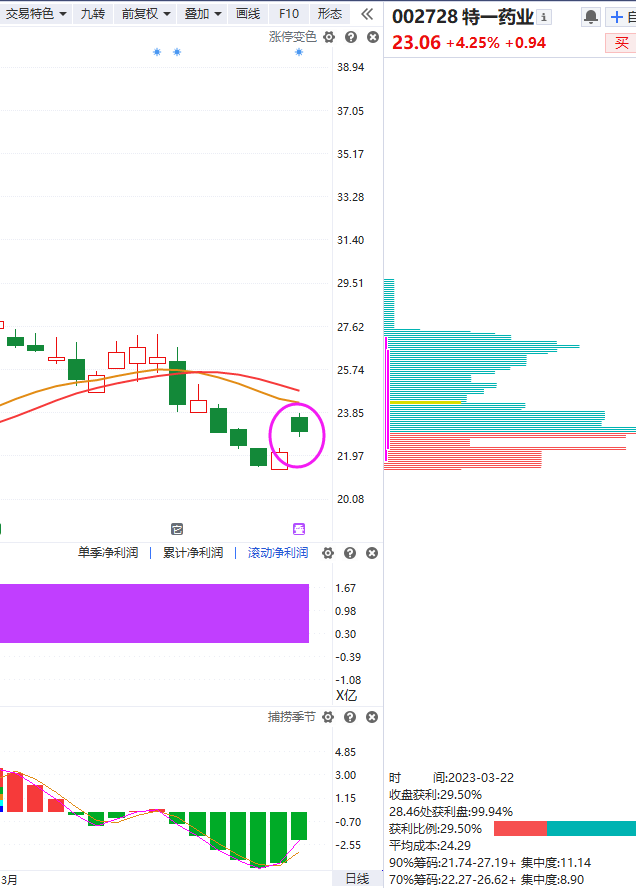 交易特色 九转 前复权 叠加 画线 F10 形态
002728 特一药业
涨停变色
23.06 +4.25% +0.94
买
38.94
37.05
35.17
33.28
31.40
29.51
27.62
25.74
23.85
21.97
20.08
单季净利润 | 累计净利润 | 滚动净利润
1.67
0.98
0.30
-0.39
-1.08
X亿
捕捞季节
4.85
3.00
1.15
-0.70
-2.55
3月
日线
时 间:2023-03-22
收盘获利:29.50%
28.46处获利盘:99.94%
获利比例:29.50%
平均成本:24.29
90%筹码:21.74-27.19+ 集中度:11.14
70%筹码:22.27-26.62+ 集中度:8.90